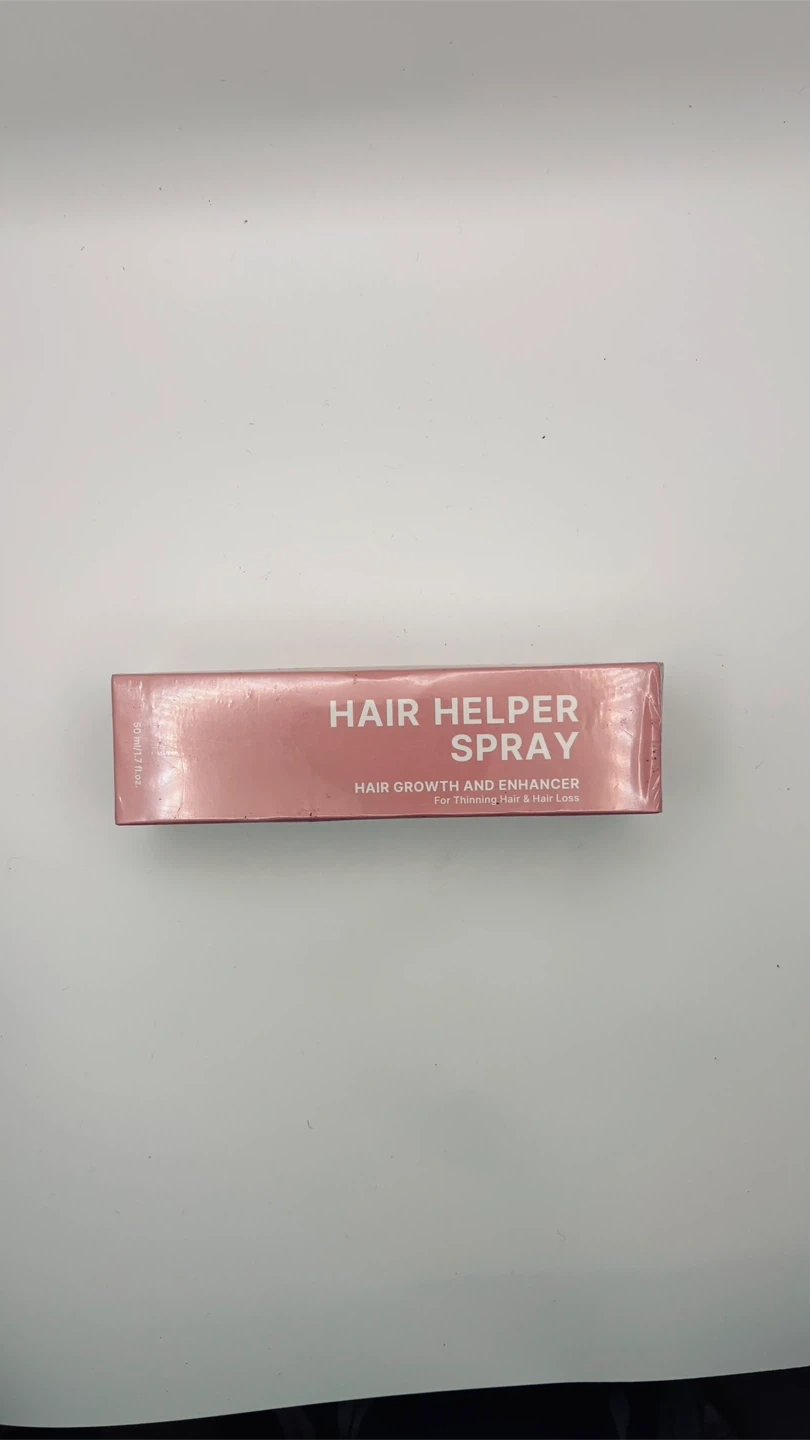 HAIR HELPER
SPRAY
HAIR GROWTH AND ENHANCER
For Thinning Hair & Hair Loss
50 ml/1.7 fl.oz.